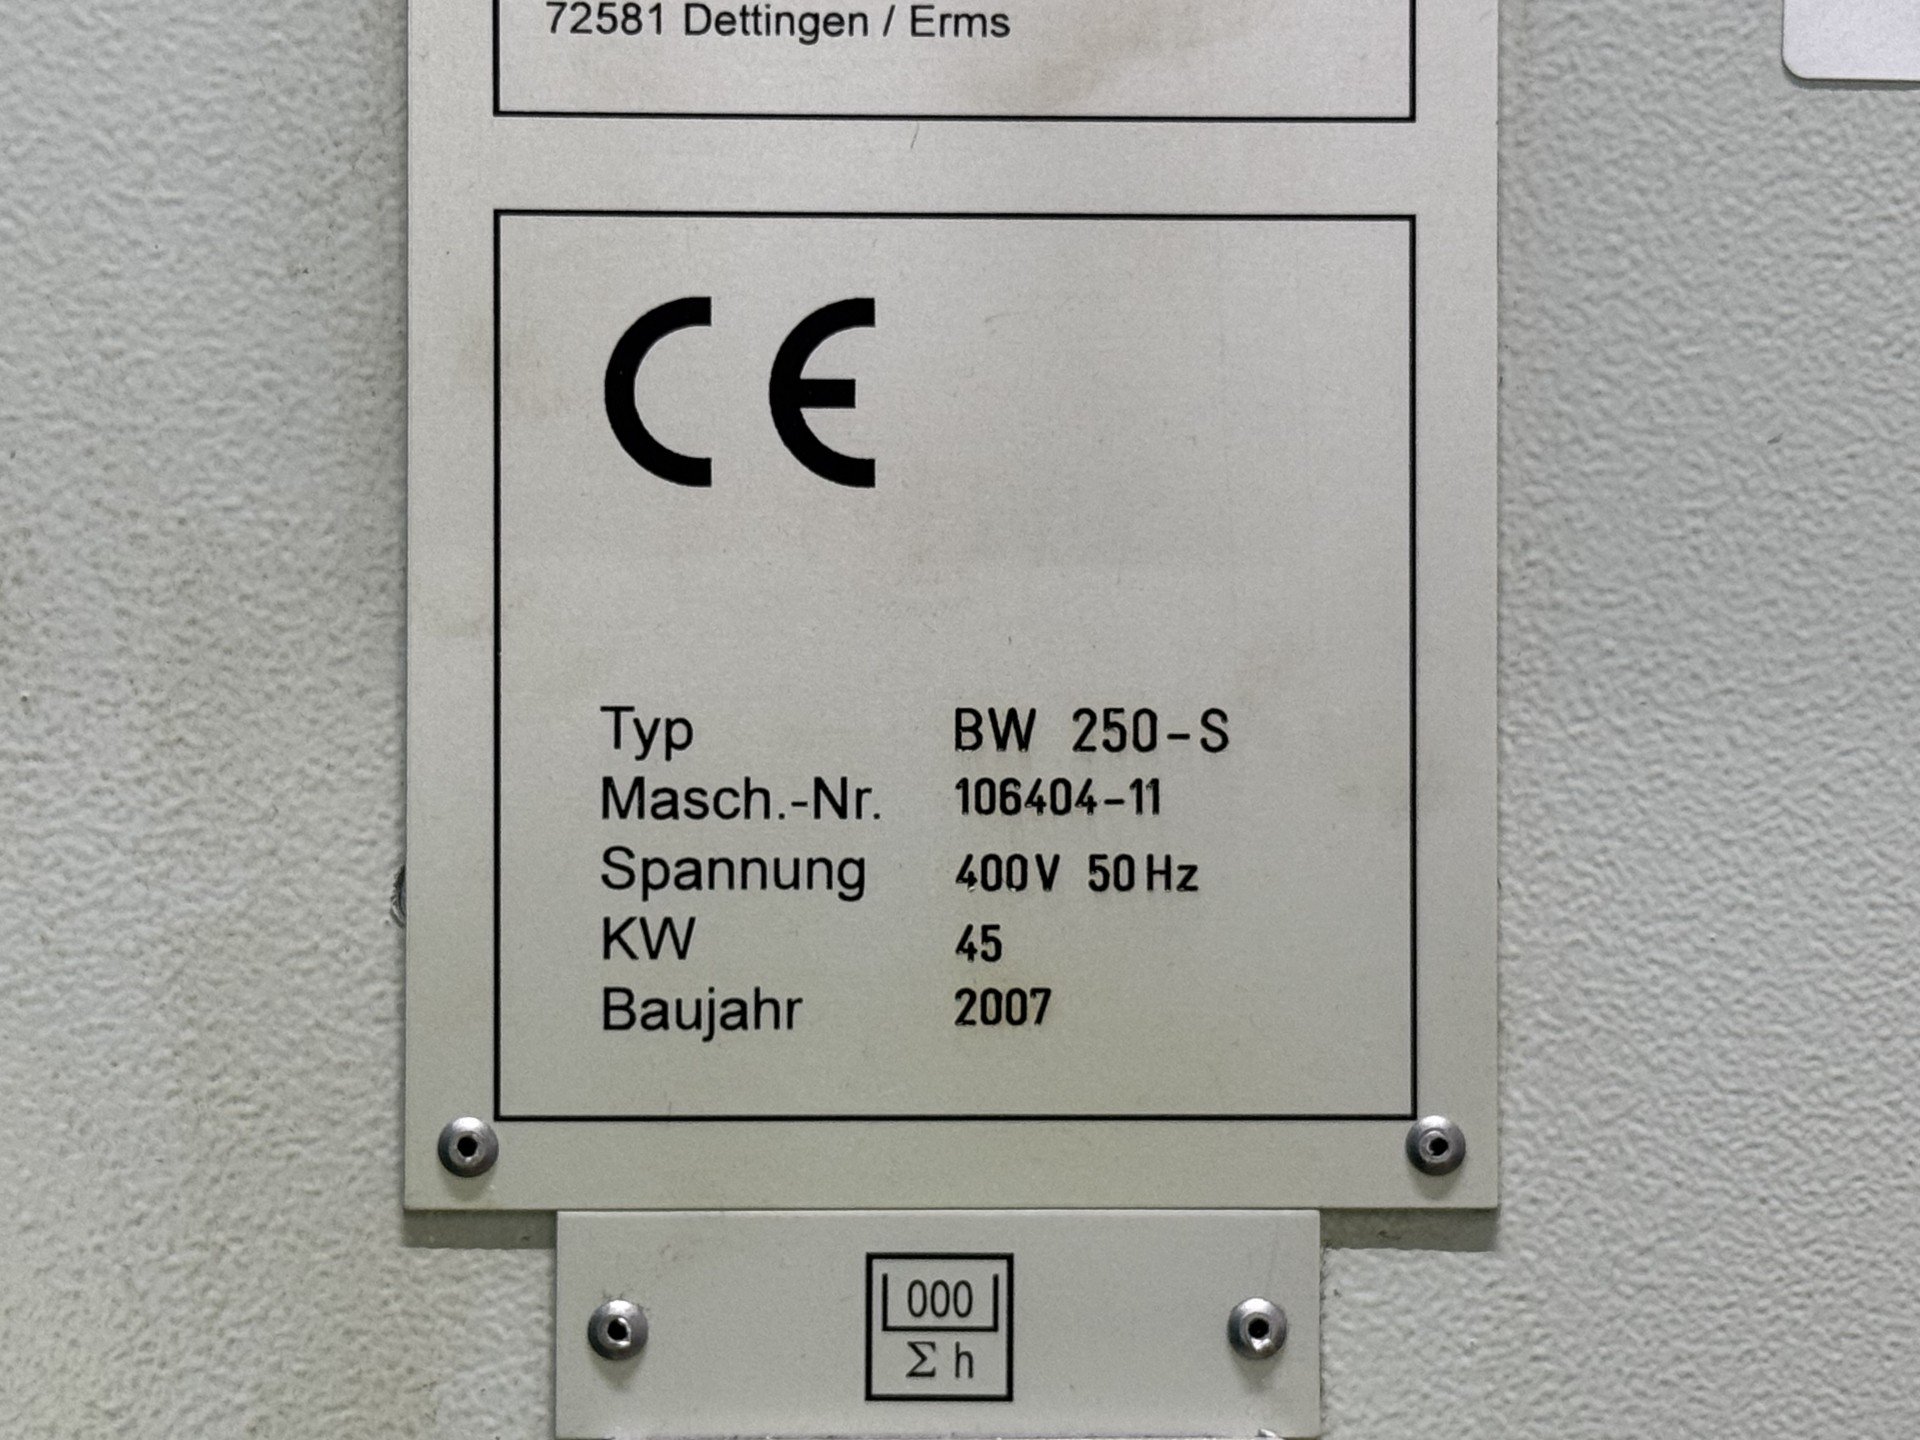 72581 Dettingen / Erms
CE
Typ BW 250-S
Masch.-Nr. 106404-11
Spannung 400V 50Hz
KW 45
Baujahr 2007
000
Σ h